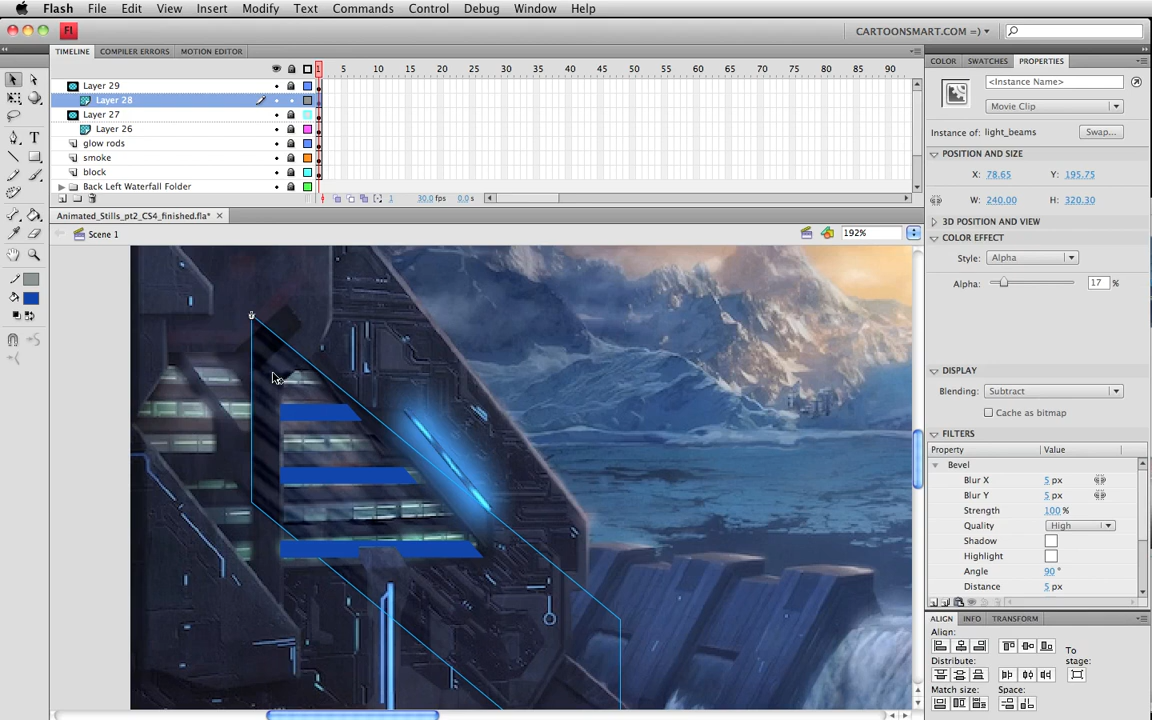 Flash File Edit View Insert Modify Text Commands Control Debug Window Help
Fl CARTOONSMART.COM =)
TIMELINE COMPILER ERRORS MOTION EDITOR
COLOR SWATCHES PROPERTIES
1 5 10 15 20 25 30 35 40 45 50 55 60 65 70 75 80 85 90
Layer 29
Layer 28
Layer 27
Layer 26
glow rods
smoke
block
Back Left Waterfall Folder
1 30.0fps 0.0s
Animated_Stills_pt2_CS4_finished.fla*
Scene 1
192%
<Instance Name>
Movie Clip
Instance of: light_beams Swap...
POSITION AND SIZE
X: 78.65 Y: 195.75
W: 240.00 H: 320.30
3D POSITION AND VIEW
COLOR EFFECT
Style: Alpha
Alpha: 17 %
DISPLAY
Blending: Subtract
Cache as bitmap
FILTERS
Property Value
Bevel
Blur X 5 px
Blur Y 5 px
Strength 100 %
Quality High
Shadow
Highlight
Angle 90 °
Distance 5 px
ALIGN INFO TRANSFORM
Align:
To stage:
Distribute:
Match size: Space: